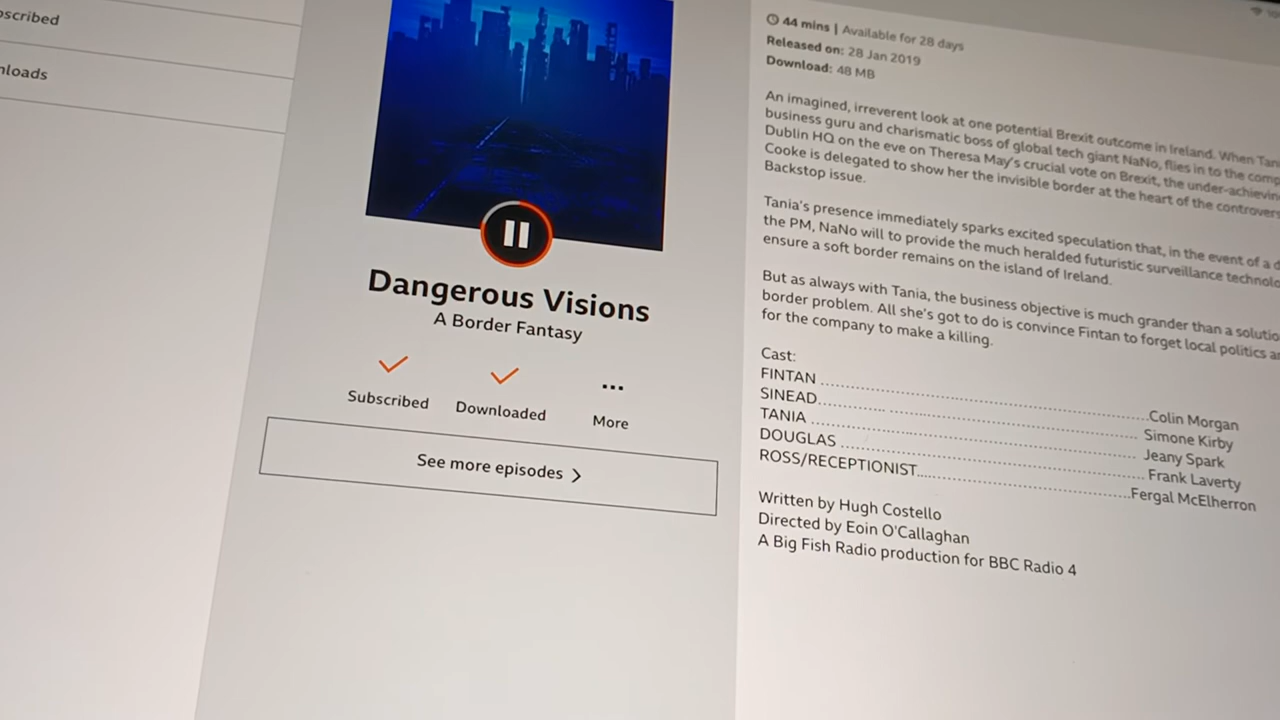 scribed
nloads
Dangerous Visions
A Border Fantasy
Subscribed
Downloaded
More
See more episodes
44 mins | Available for 28 days
Released on: 28 Jan 2019
Download: 48 MB
An imagined, irreverent look at one potential Brexit outcome in Ireland. When Tan
business guru and charismatic boss of global tech giant NaNo, flies in to the comp
Dublin HQ on the eve on Theresa May's crucial vote on Brexit, the under-achievin
Cooke is delegated to show her the invisible border at the heart of the controver
Backstop issue.
Tania's presence immediately sparks excited speculation that, in the event of a d
the PM, NaNo will to provide the much heralded futuristic surveillance technolo
ensure a soft border remains on the island of Ireland.
But as always with Tania, the business objective is much grander than a solutio
border problem. All she's got to do is convince Fintan to forget local politics a
for the company to make a killing.
Cast:
FINTAN ........................................................Colin Morgan
SINEAD............... ...................................................... Simone Kirby
TANIA ........................................................................ Jeany Spark
DOUGLAS .................................................................. Frank Laverty
ROSS/RECEPTIONIST..............................................Fergal McElherron
Written by Hugh Costello
Directed by Eoin O'Callaghan
A Big Fish Radio production for BBC Radio 4